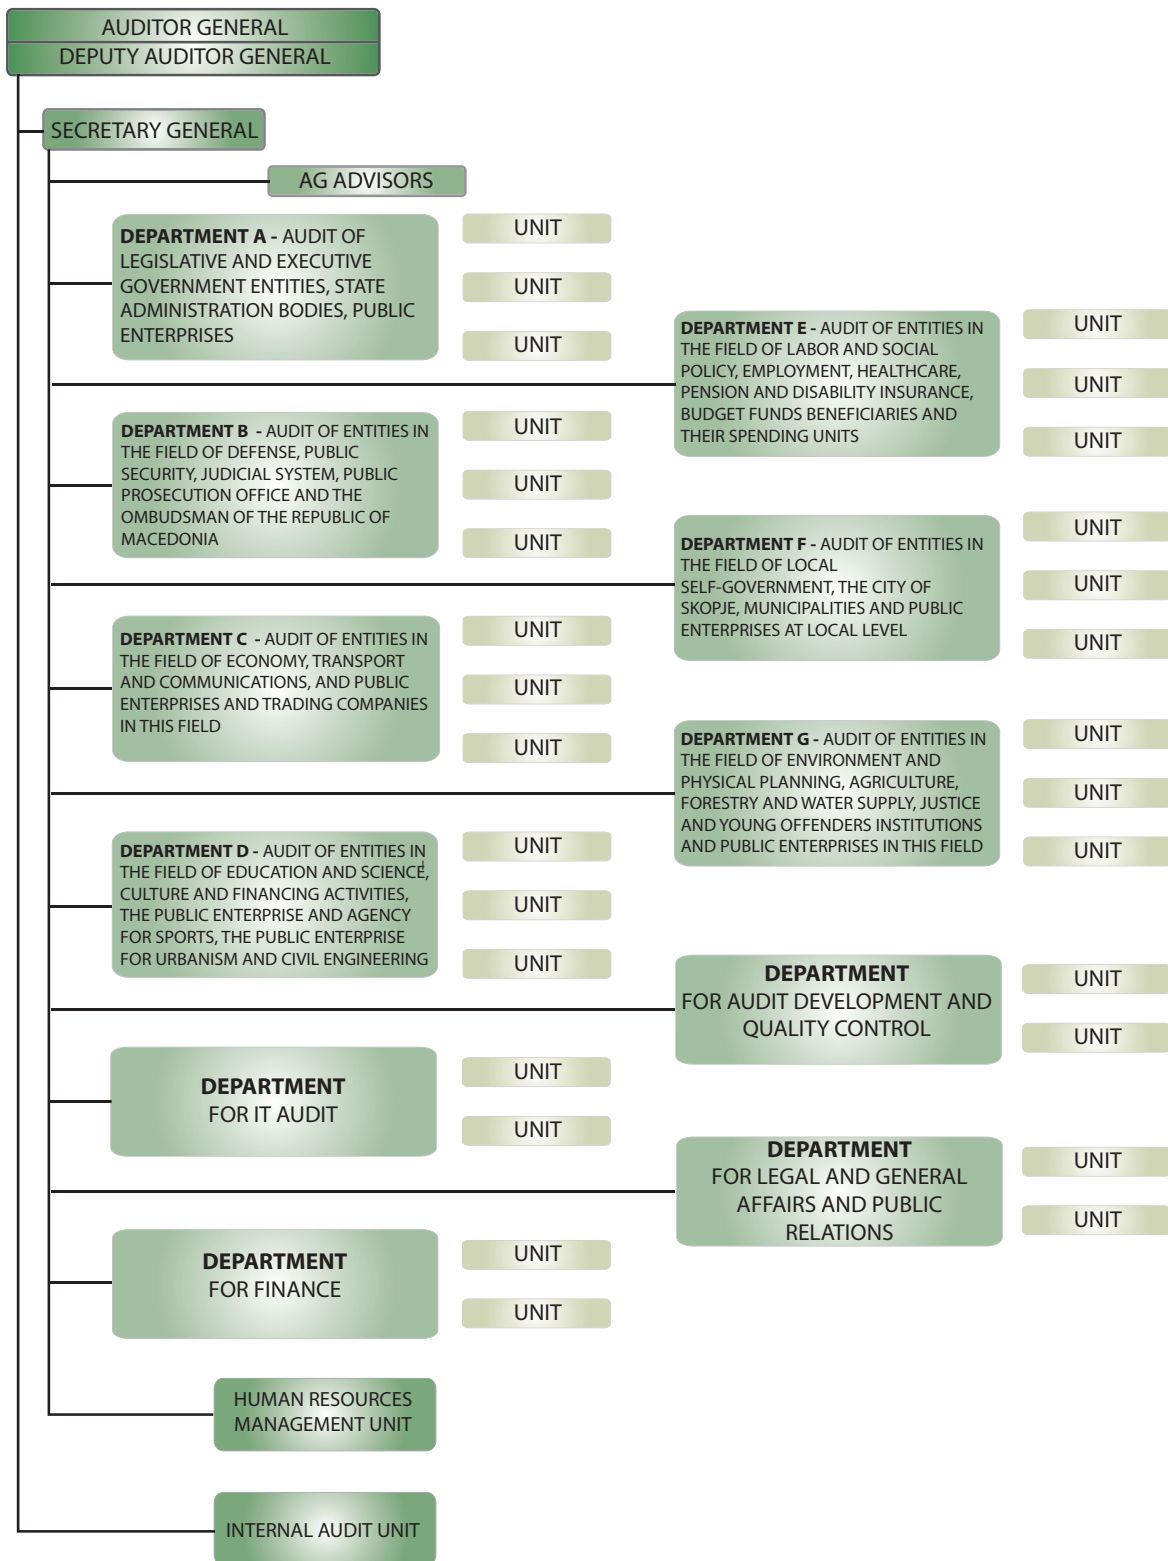 AUDITOR GENERAL
DEPUTY AUDITOR GENERAL
SECRETARY GENERAL
AG ADVISORS
DEPARTMENT A - AUDIT OF
LEGISLATIVE AND EXECUTIVE
GOVERNMENT ENTITIES, STATE
ADMINISTRATION BODIES, PUBLIC
ENTERPRISES
UNIT
UNIT
UNIT
DEPARTMENT E - AUDIT OF ENTITIES IN
THE FIELD OF LABOR AND SOCIAL
POLICY, EMPLOYMENT, HEALTHCARE,
PENSION AND DISABILITY INSURANCE,
BUDGET FUNDS BENEFICIARIES AND
THEIR SPENDING UNITS
UNIT
UNIT
UNIT
DEPARTMENT B - AUDIT OF ENTITIES IN
THE FIELD OF DEFENSE, PUBLIC
SECURITY, JUDICIAL SYSTEM, PUBLIC
PROSECUTION OFFICE AND THE
OMBUDSMAN OF THE REPUBLIC OF
MACEDONIA
UNIT
UNIT
UNIT
DEPARTMENT F - AUDIT OF ENTITIES IN
THE FIELD OF LOCAL
SELF-GOVERNMENT, THE CITY OF
SKOPJE, MUNICIPALITIES AND PUBLIC
ENTERPRISES AT LOCAL LEVEL
UNIT
UNIT
UNIT
DEPARTMENT C - AUDIT OF ENTITIES IN
THE FIELD OF ECONOMY, TRANSPORT
AND COMMUNICATIONS, AND PUBLIC
ENTERPRISES AND TRADING COMPANIES
IN THIS FIELD
UNIT
UNIT
UNIT
DEPARTMENT G - AUDIT OF ENTITIES IN
THE FIELD OF ENVIRONMENT AND
PHYSICAL PLANNING, AGRICULTURE,
FORESTRY AND WATER SUPPLY, JUSTICE
AND YOUNG OFFENDERS INSTITUTIONS
AND PUBLIC ENTERPRISES IN THIS FIELD
UNIT
UNIT
UNIT
DEPARTMENT D - AUDIT OF ENTITIES IN
THE FIELD OF EDUCATION AND SCIENCE,
CULTURE AND FINANCING ACTIVITIES,
THE PUBLIC ENTERPRISE AND AGENCY
FOR SPORTS, THE PUBLIC ENTERPRISE
FOR URBANISM AND CIVIL ENGINEERING
UNIT
UNIT
UNIT
DEPARTMENT
FOR AUDIT DEVELOPMENT AND
QUALITY CONTROL
UNIT
UNIT
DEPARTMENT
FOR IT AUDIT
UNIT
UNIT
DEPARTMENT
FOR LEGAL AND GENERAL
AFFAIRS AND PUBLIC
RELATIONS
UNIT
UNIT
DEPARTMENT
FOR FINANCE
UNIT
UNIT
HUMAN RESOURCES
MANAGEMENT UNIT
INTERNAL AUDIT UNIT